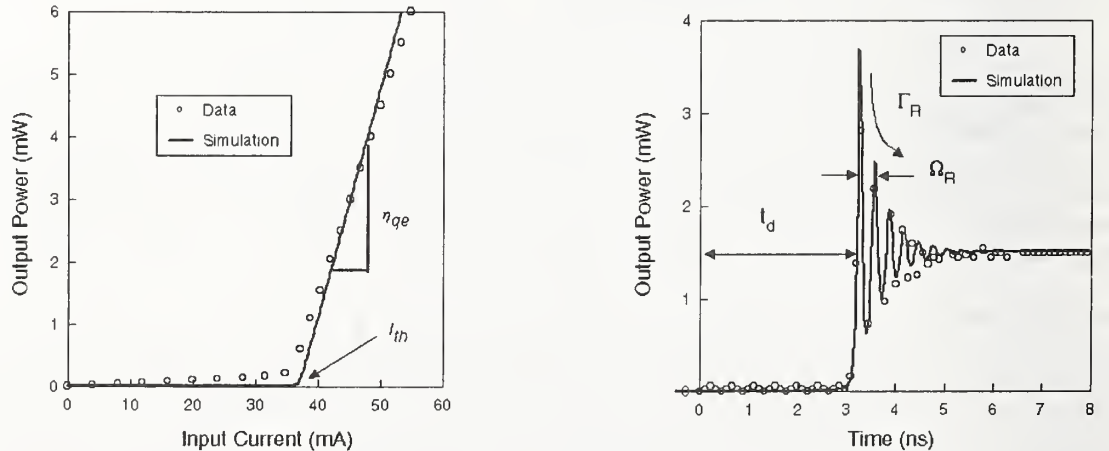 6
5
4
3
2
1
0
Output Power (mW)
Data
Simulation
η_qe
I_th
0
10
20
30
40
50
60
Input Current (mA)
4
3
2
1
0
Output Power (mW)
Data
Simulation
Γ_R
Ω_R
t_d
0
1
2
3
4
5
6
7
8
Time (ns)